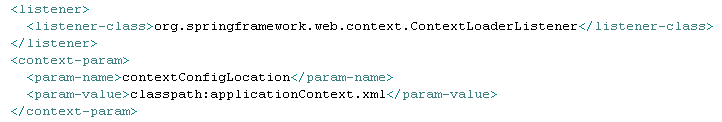 <listener>
<listener-class>org.springframework.web.context.ContextLoaderListener</listener-class>
</listener>
<context-param>
<param-name>contextConfigLocation</param-name>
<param-value>classpath:applicationContext.xml</param-value>
</context-param>